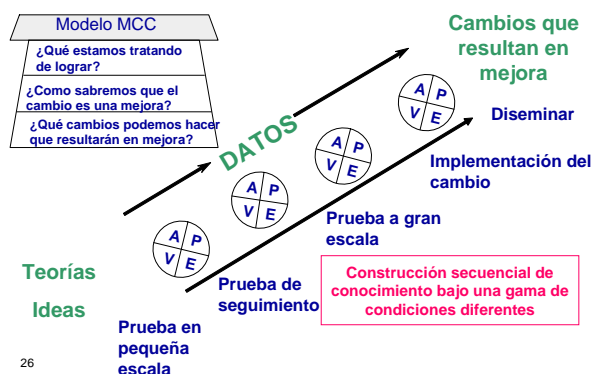 Modelo MCC
¿Qué estamos tratando
de lograr?
¿Como sabremos que el
cambio es una mejora?
¿Qué cambios podemos hacer
que resultarán en mejora?
Cambios que
resultan en
mejora
DATOS
A P
V E
Diseminar
A P
V E
Implementación del
cambio
A P
V E
Prueba a gran
escala
A P
V E
Prueba de
seguimiento
Teorías
Ideas
Prueba en
pequeña
escala
Construcción secuencial de
conocimiento bajo una gama de
condiciones diferentes
26